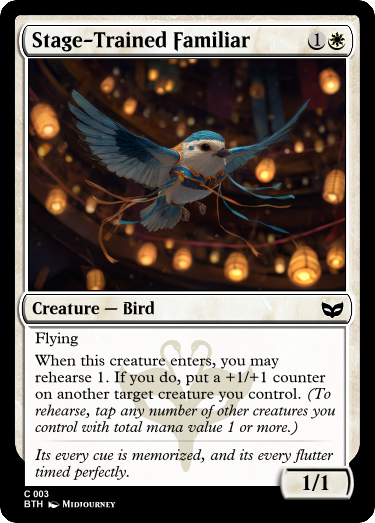 Stage-Trained Familiar 1
Creature — Bird
Flying
When this creature enters, you may
rehearse 1. If you do, put a +1/+1 counter
on another target creature you control. (To
rehearse, tap any number of other creatures you
control with total mana value 1 or more.)
Its every cue is memorized, and its every flutter
timed perfectly.
1/1
C 003
BTH Midjourney